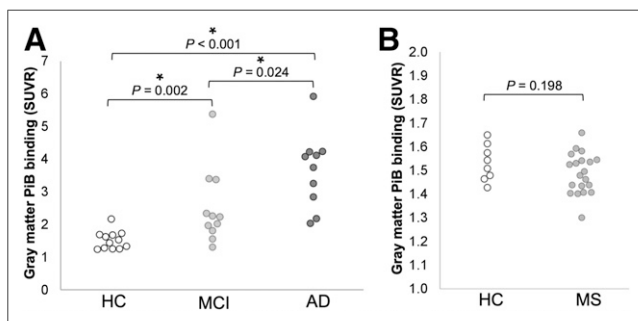 A
Gray matter PiB binding (SUVR)
7
6
5
4
3
2
1
0
*
P < 0.001
*
P = 0.002
*
P = 0.024
HC MCI AD
B
Gray matter PiB binding (SUVR)
2.0
1.9
1.8
1.7
1.6
1.5
1.4
1.3
1.2
1.1
1.0
P = 0.198
HC MS